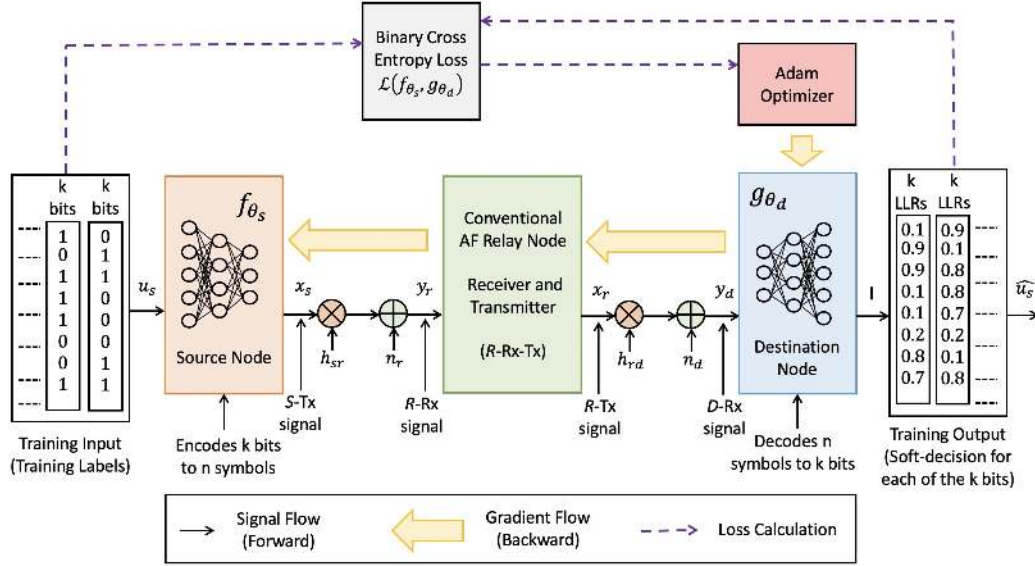 Binary Cross
Entropy Loss
ℒ(f_θs, g_θd)
Adam
Optimizer
k
bits
k
bits
1 0
0 1
1 1
1 0
1 0
0 0
0 1
1 1
Training Input
(Training Labels)
u_s
f_θs
Source Node
Encodes k bits
to n symbols
x_s
h_sr
n_r
y_r
S-Tx
signal
R-Rx
signal
Conventional
AF Relay Node
Receiver and
Transmitter
(R-Rx-Tx)
x_r
h_rd
n_d
y_d
R-Tx
signal
D-Rx
signal
g_θd
Destination
Node
Decodes n
symbols to k bits
l
k
LLRs
k
LLRs
0.1 0.9
0.9 0.1
0.9 0.8
0.1 0.8
0.1 0.7
0.2 0.2
0.8 0.1
0.7 0.8
û_s
Training Output
(Soft-decision for
each of the k bits)
Signal Flow
(Forward)
Gradient Flow
(Backward)
Loss Calculation